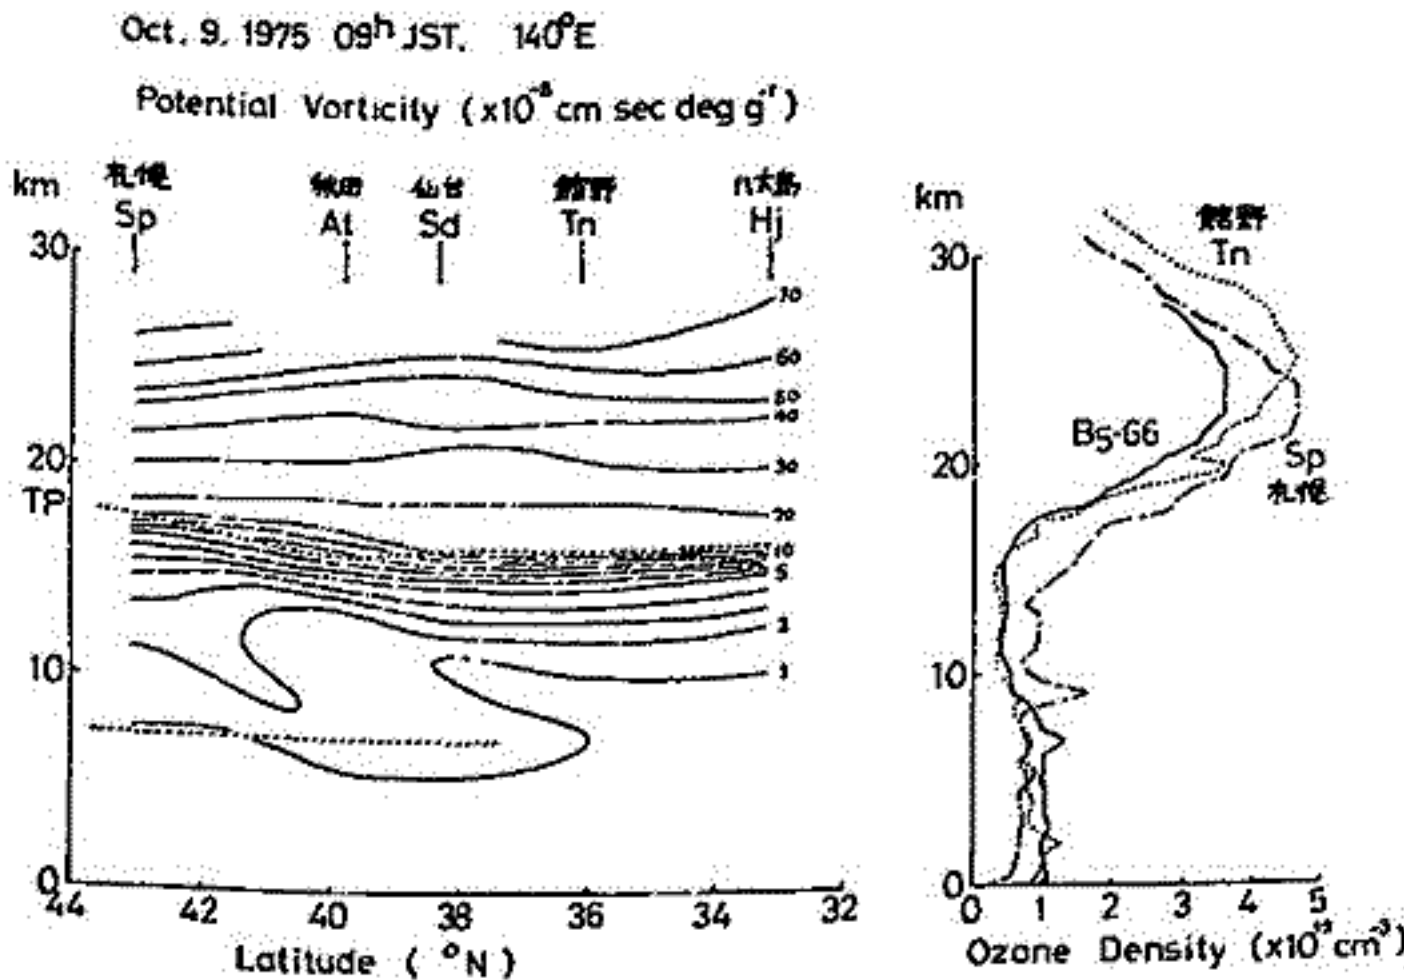 Oct. 9, 1975 09h JST. 140°E
Potential Vorticity (x10-8 cm sec deg g-1)
km 札幌 秋田 仙台 館野 八丈島
Sp At Sd Tn Hj
30
20
TP
10
0
70
60
50
40
30
20
10
5
2
1
44 42 40 38 36 34 32
Latitude (°N)
km
30
20
10
0
館野
Tn
B5-66
Sp
札幌
0 1 2 3 4 5
Ozone Density (x10 cm-3)